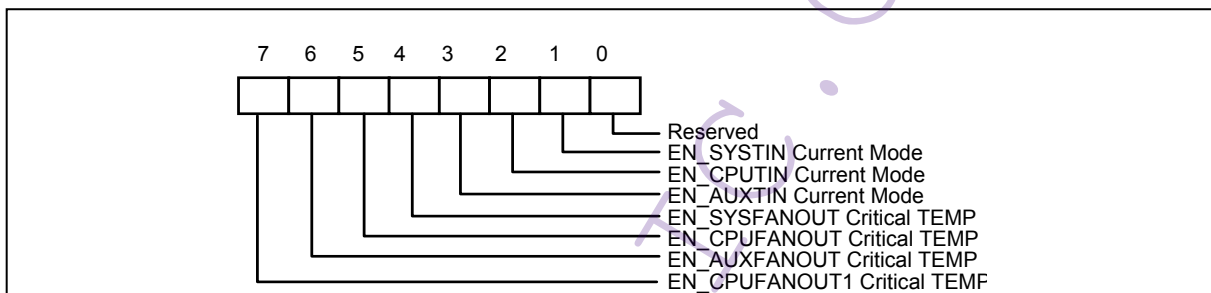 7 6 5 4 3 2 1 0
Reserved
EN_SYSTIN Current Mode
EN_CPUTIN Current Mode
EN_AUXTIN Current Mode
EN_SYSFANOUT Critical TEMP
EN_CPUFANOUT Critical TEMP
EN_AUXFANOUT Critical TEMP
EN_CPUFANOUT1 Critical TEMP